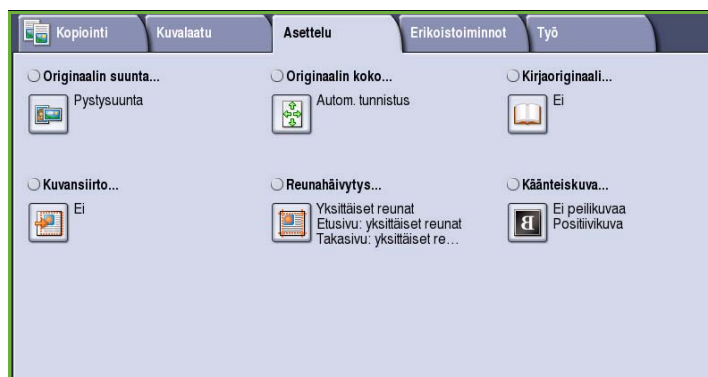 Kopiointi
Kuvalaatu
Asettelu
Erikoistoiminnot
Työ
Originaalin suunta...
Pystysuunta
Originaalin koko...
Autom. tunnistus
Kirjaoriginaali...
Ei
Kuvansiirto...
Ei
Reunahäivytys...
Yksittäiset reunat
Etusivu: yksittäiset reunat
Takasivu: yksittäiset re...
Käänteiskuva...
Ei peilikuvaa
Positiivikuva